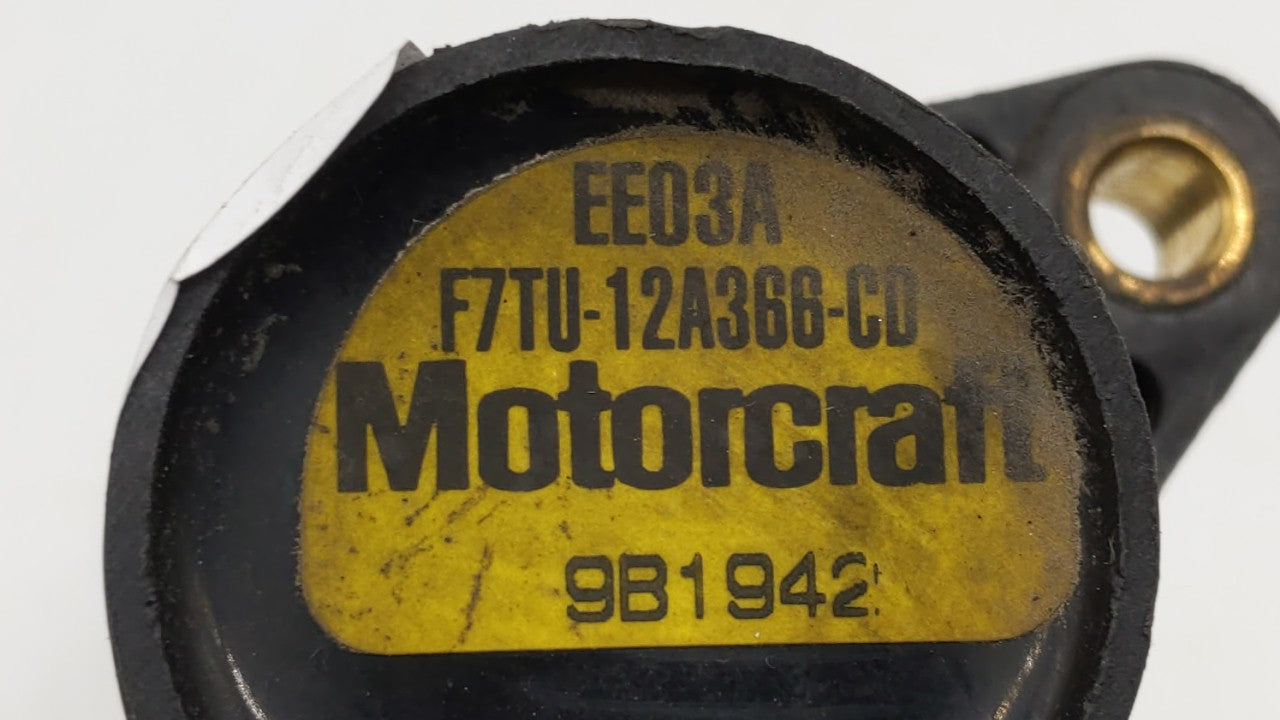 EE03A
F7TU-12A366-CD
Motorcraft
9B1942